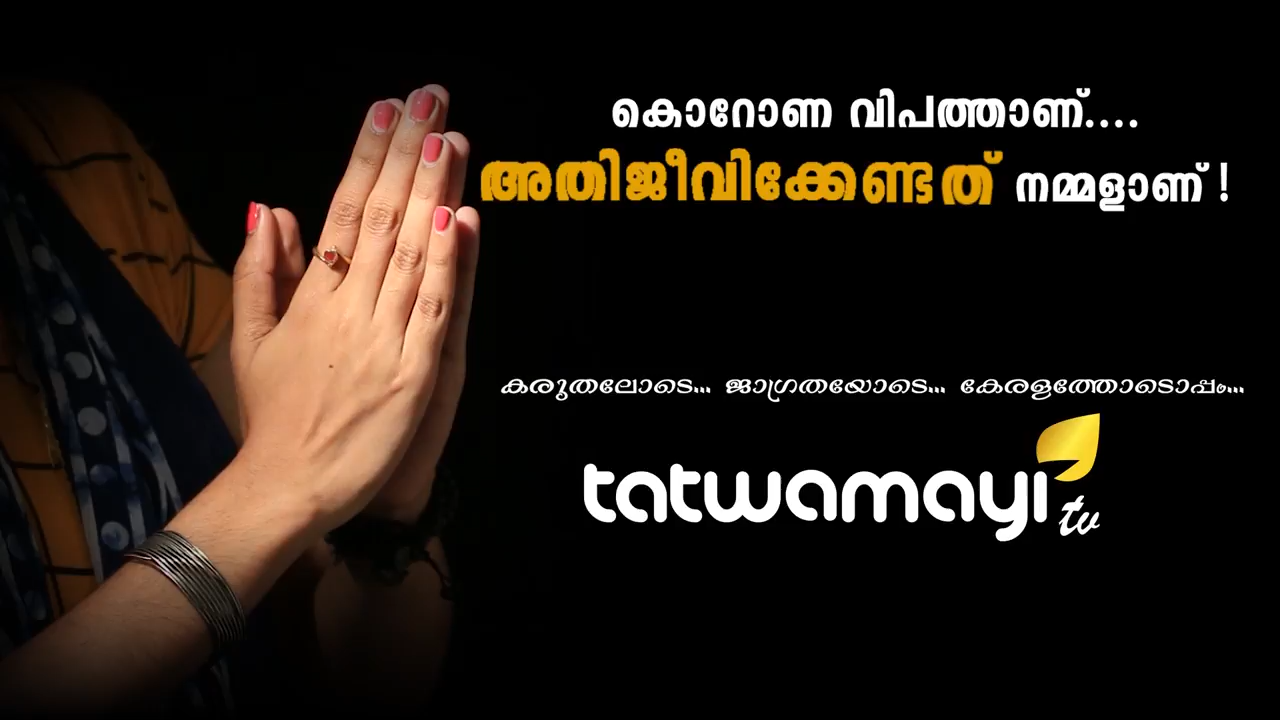 കൊറോണ വിപത്താണ്....
അതിജീവിക്കേണ്ടത് നമ്മളാണ് !
കരുതലോടെ... ജാഗ്രതയോടെ... കേരളത്തോടൊപ്പം...
tatwamayi
tv